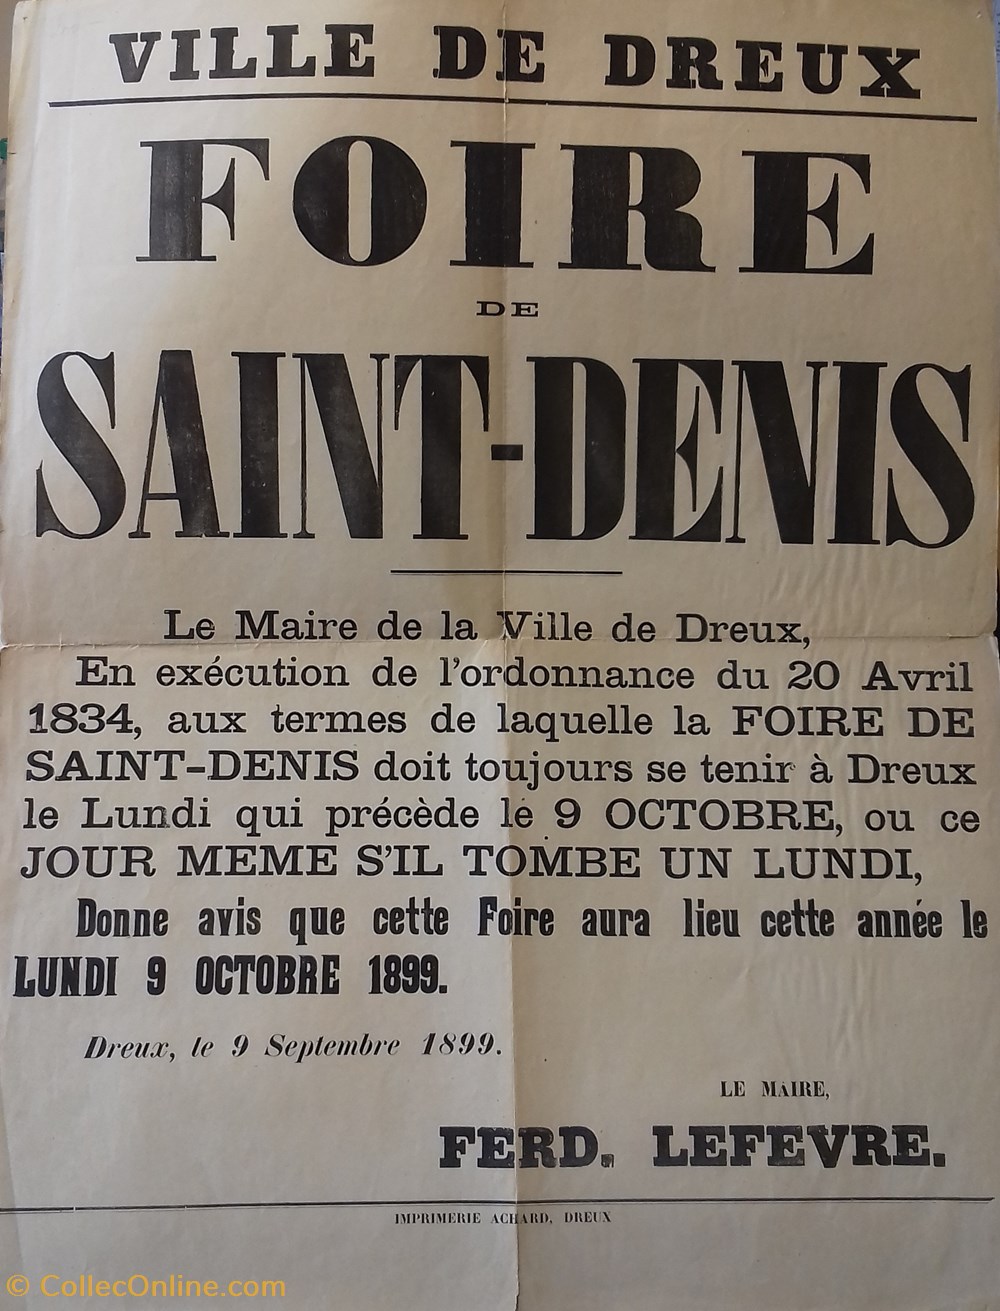 VILLE DE DREUX
FOIRE
DE
SAINT-DENIS
Le Maire de la Ville de Dreux,
En exécution de l'ordonnance du 20 Avril
1834, aux termes de laquelle la FOIRE DE
SAINT-DENIS doit toujours se tenir à Dreux
le Lundi qui précède le 9 OCTOBRE, ou ce
JOUR MEME S'IL TOMBE UN LUNDI,
Donne avis que cette Foire aura lieu cette année le
LUNDI 9 OCTOBRE 1899.
Dreux, le 9 Septembre 1899.
LE MAIRE,
FERD. LEFEVRE.
IMPRIMERIE ACHARD, DREUX
© CollecOnline.com